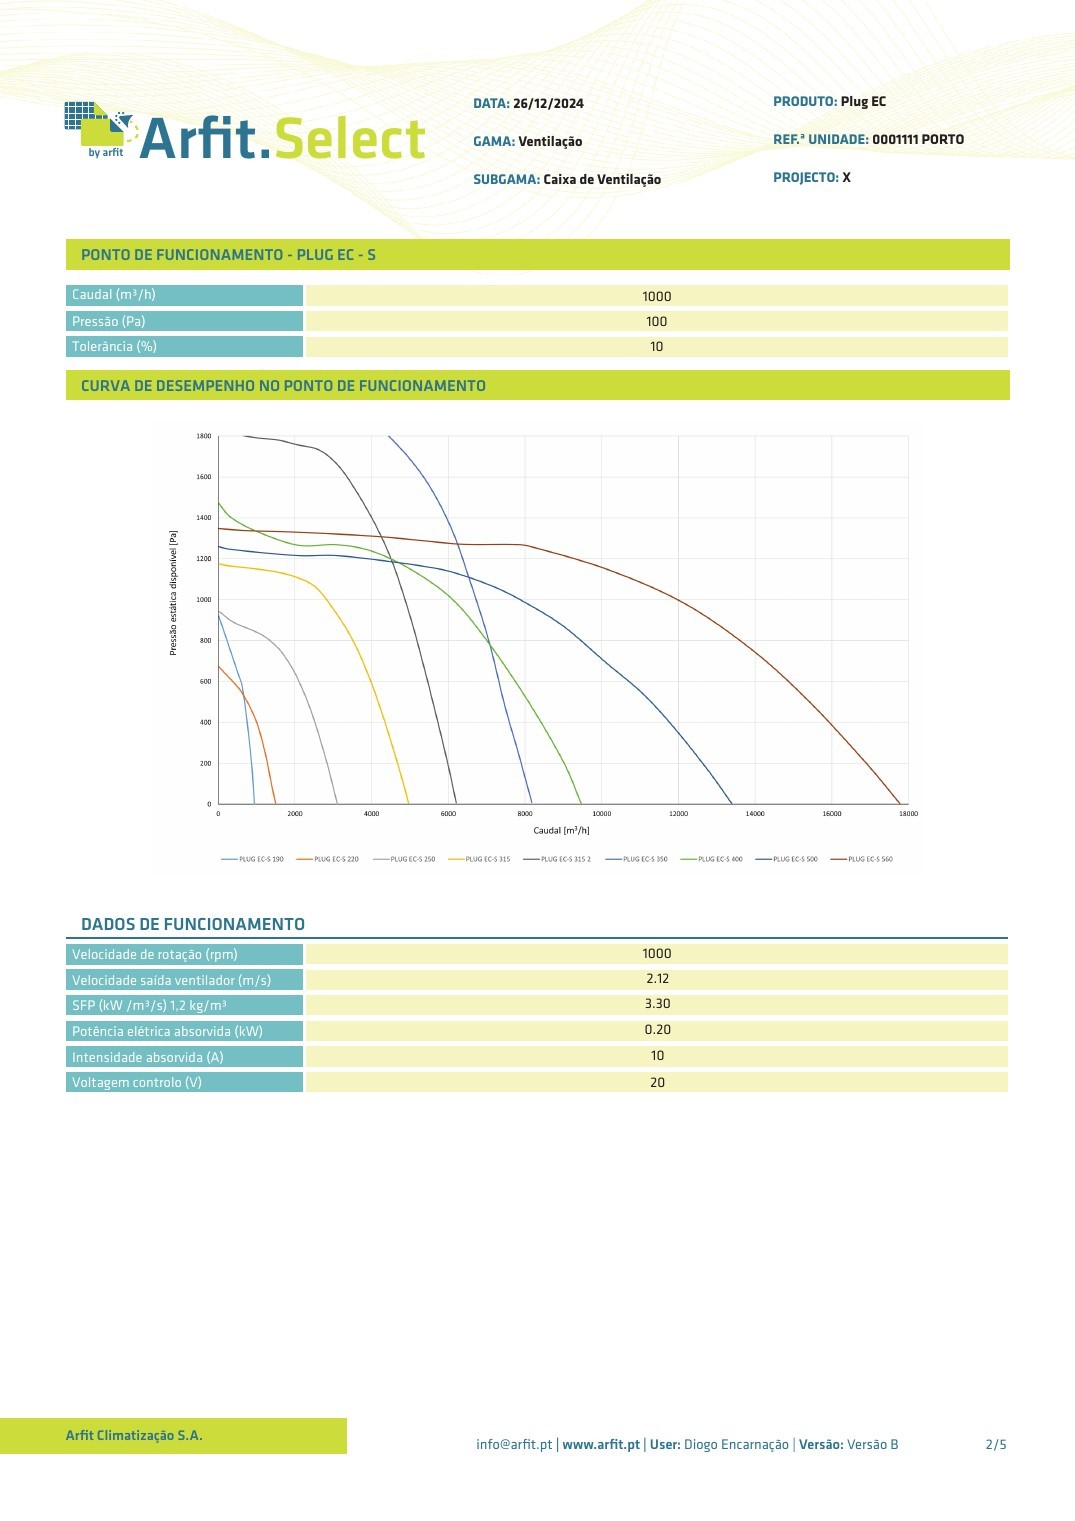 by arfit
Arfit.Select
DATA: 26/12/2024
GAMA: Ventilação
SUBGAMA: Caixa de Ventilação
PRODUTO: Plug EC
REF.ª UNIDADE: 0001111 PORTO
PROJECTO: X
PONTO DE FUNCIONAMENTO - PLUG EC - S
Caudal (m³/h) 1000
Pressão (Pa) 100
Tolerância (%) 10
CURVA DE DESEMPENHO NO PONTO DE FUNCIONAMENTO
Pressão estática disponível [Pa]
1800
1600
1400
1200
1000
800
600
400
200
0
0 2000 4000 6000 8000 10000 12000 14000 16000 18000
Caudal [m³/h]
PLUG EC-S 190 PLUG EC-S 220 PLUG EC-S 250 PLUG EC-S 315 PLUG EC-S 315 2 PLUG EC-S 350 PLUG EC-S 400 PLUG EC-S 500 PLUG EC-S 560
DADOS DE FUNCIONAMENTO
Velocidade de rotação (rpm) 1000
Velocidade saída ventilador (m/s) 2.12
SFP (kW /m³/s) 1,2 kg/m³ 3.30
Potência elétrica absorvida (kW) 0.20
Intensidade absorvida (A) 10
Voltagem controlo (V) 20
Arfit Climatização S.A.
info@arfit.pt | www.arfit.pt | User: Diogo Encarnação | Versão: Versão B 2/5